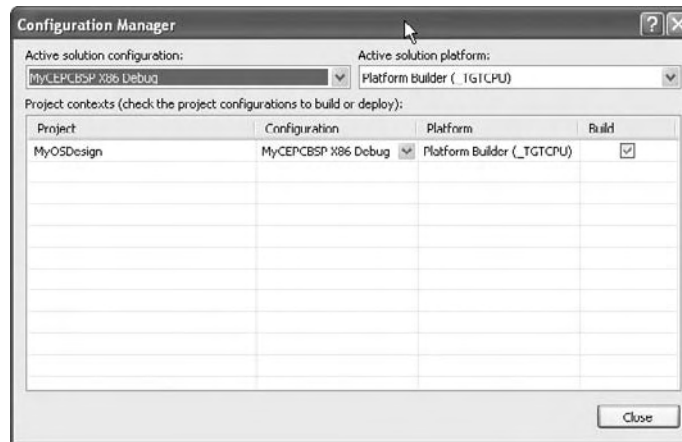 Configuration Manager
Active solution configuration: Active solution platform:
MyCEPCBSP X86 Debug Platform Builder (_TGTCPU)
Project contexts (check the project configurations to build or deploy):
Project Configuration Platform Build
MyOSDesign MyCEPCBSP X86 Debug Platform Builder (_TGTCPU)
Close